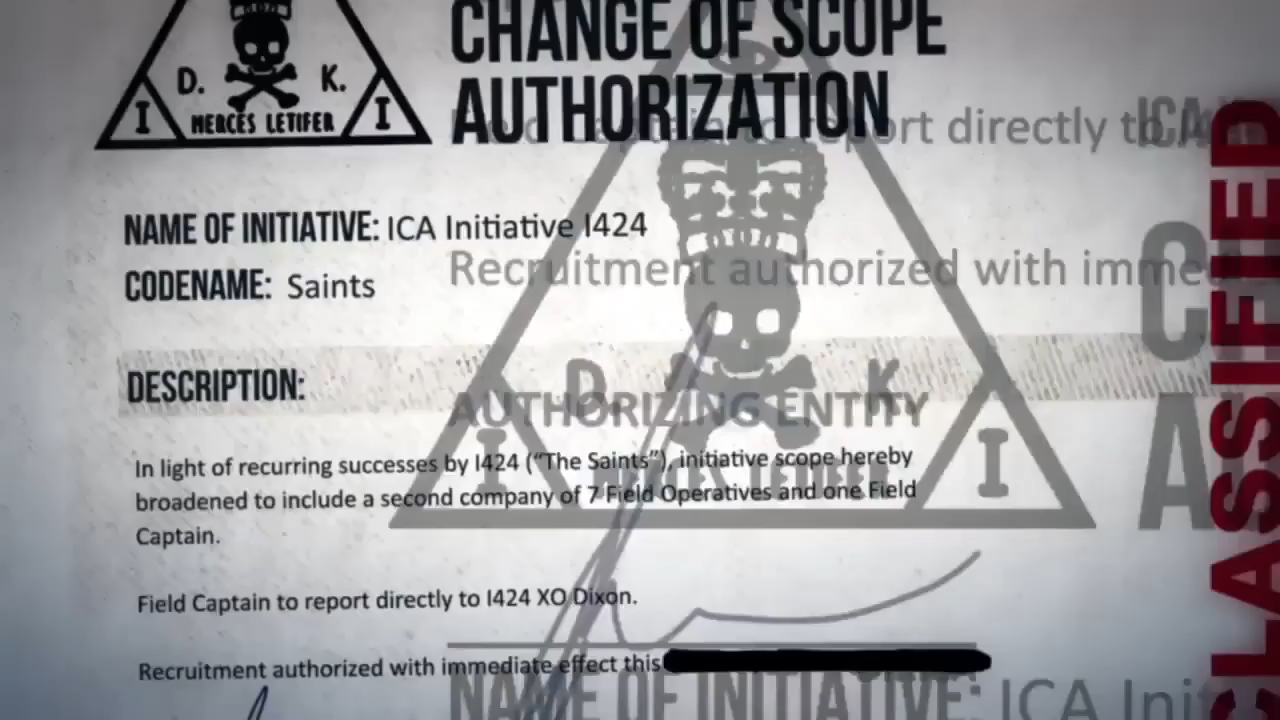 CHANGE OF SCOPE
AUTHORIZATION
D. K.
I I
MERCES LETIFER
report directly to
ICA
NAME OF INITIATIVE: ICA Initiative I424
CODENAME: Saints
Recruitment authorized with imme
DESCRIPTION:
D. K.
AUTHORIZING ENTITY
In light of recurring successes by I424 (“The Saints”), initiative scope hereby
broadened to include a second company of 7 Field Operatives and one Field
Captain.
I I
Field Captain to report directly to I424 XO Dixon.
Recruitment authorized with immediate effect this
NAME OF INITIATIVE: ICA Init
C
A
CLASSIFIED